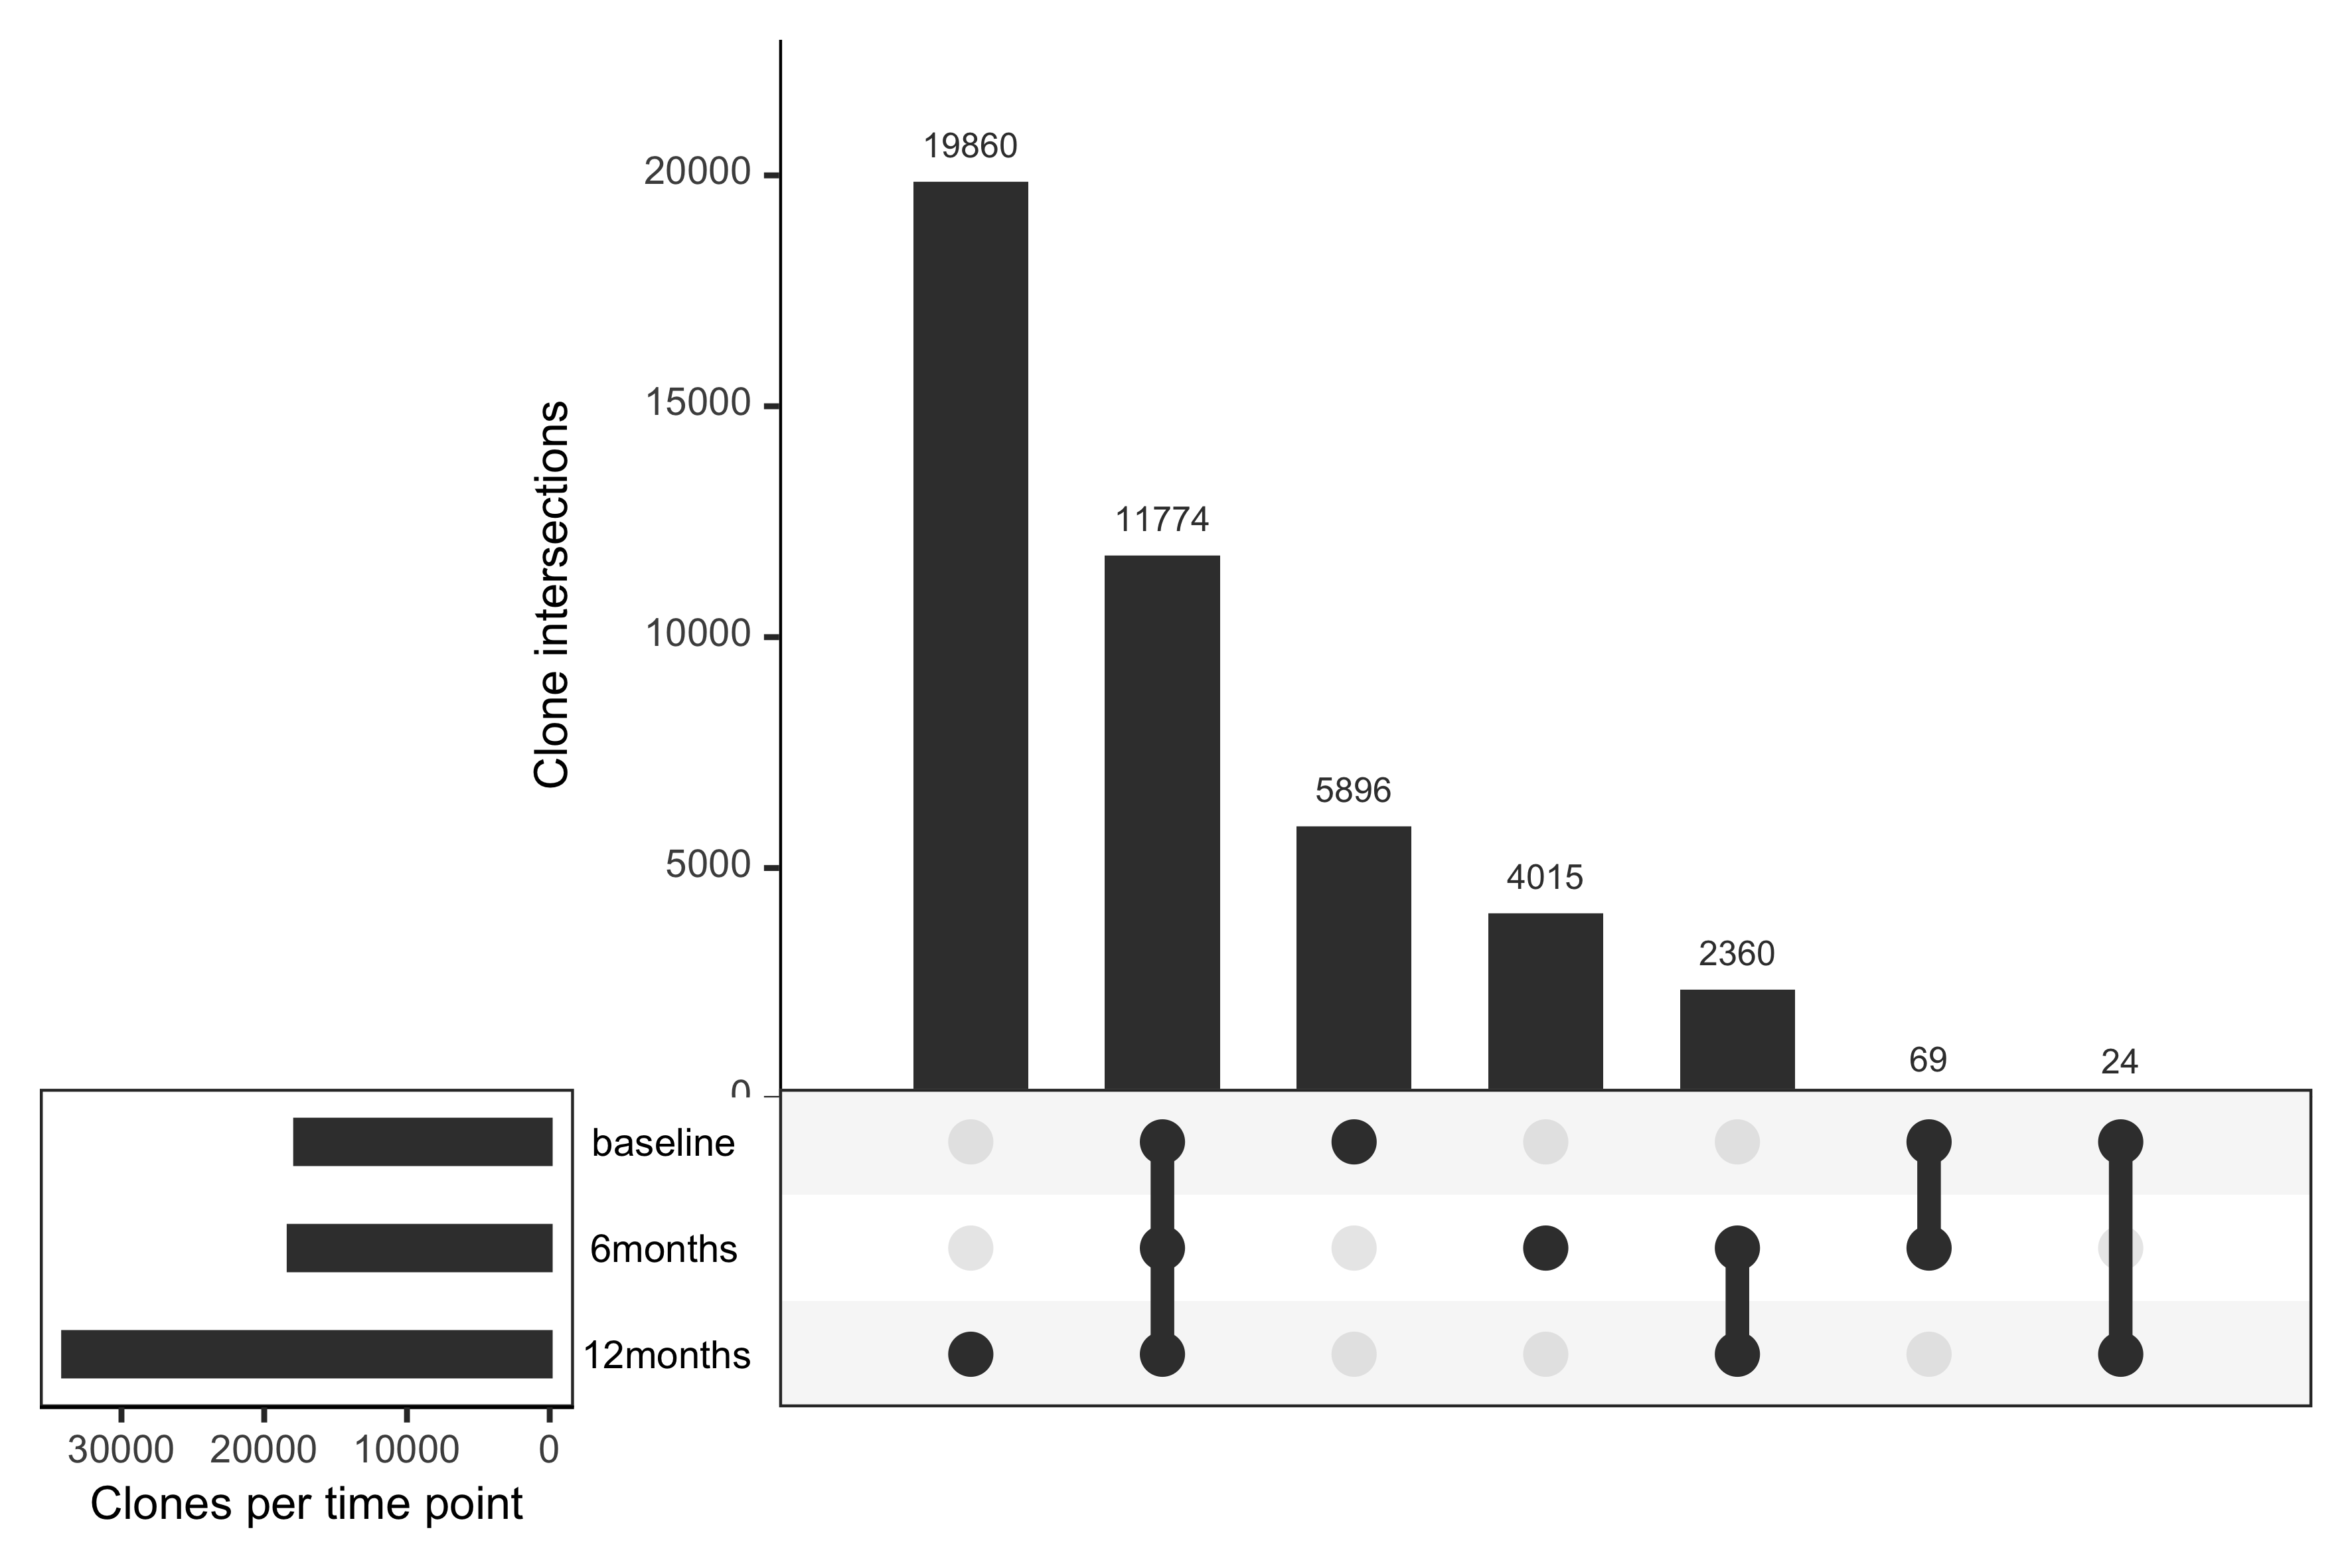 Clone intersections
20000
15000
10000
5000
0
19860
11774
5896
4015
2360
69
24
baseline
6months
12months
30000 20000 10000 0
Clones per time point